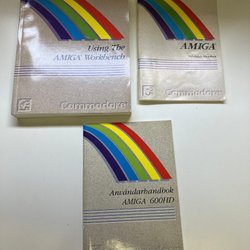 Using The
AMIGA Workbench
Commodore
AMIGA
Commodore
Användarhandbok
AMIGA 600HD